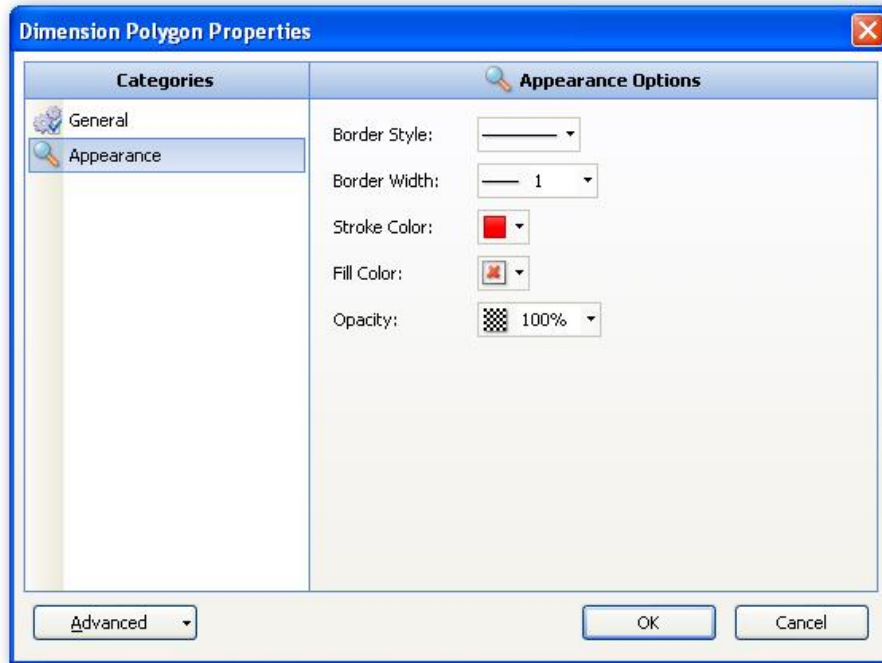 Dimension Polygon Properties
Categories
Appearance Options
General
Appearance
Border Style:
Border Width: 1
Stroke Color:
Fill Color:
Opacity: 100%
Advanced
OK
Cancel